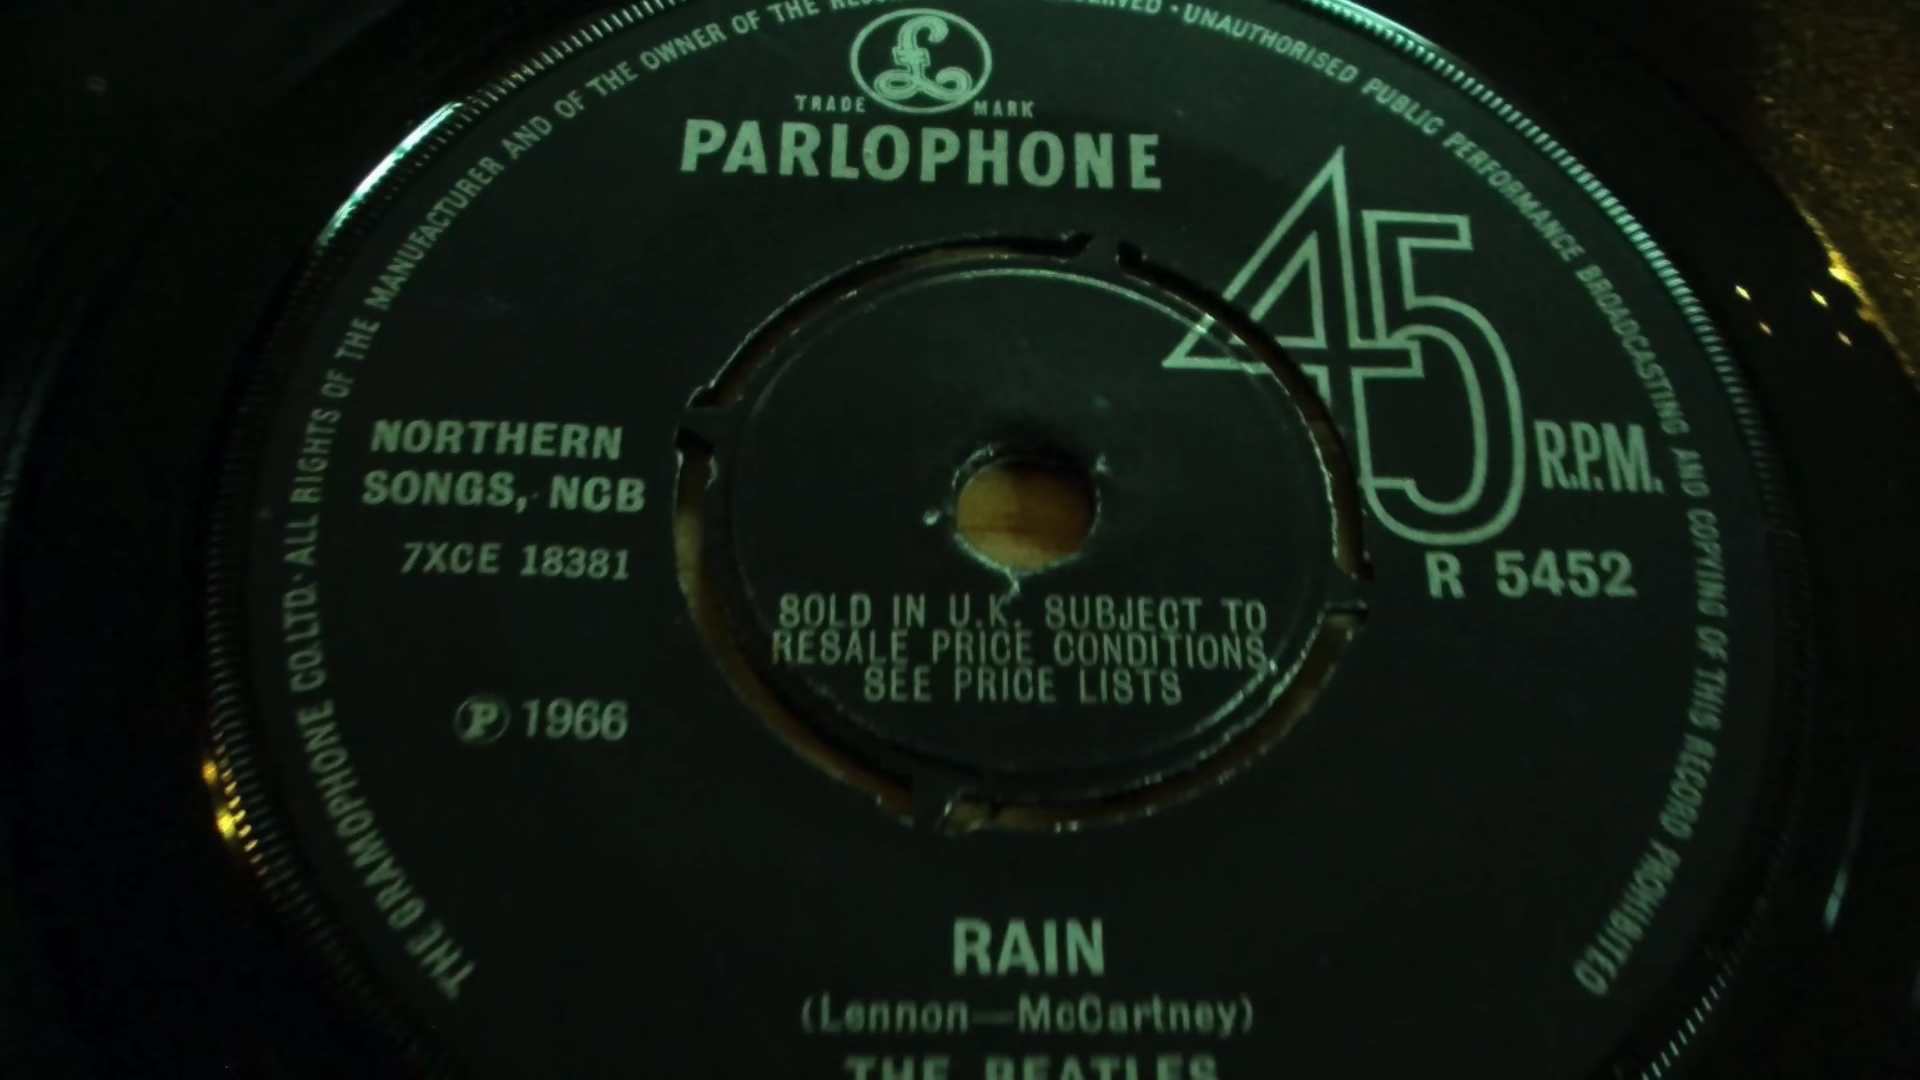 THE GRAMOPHONE CO. LTD. · ALL RIGHTS OF THE MANUFACTURER AND OF THE OWNER OF THE
· UNAUTHORISED PUBLIC PERFORMANCE BROADCASTING AND COPYING OF THIS RECORD PROHIBITED
£
TRADE MARK
PARLOPHONE
45 R.P.M.
NORTHERN
SONGS, NCB
7XCE 18381
R 5452
SOLD IN U.K. SUBJECT TO
RESALE PRICE CONDITIONS,
SEE PRICE LISTS
℗ 1966
RAIN
(Lennon—McCartney)
THE BEATLES